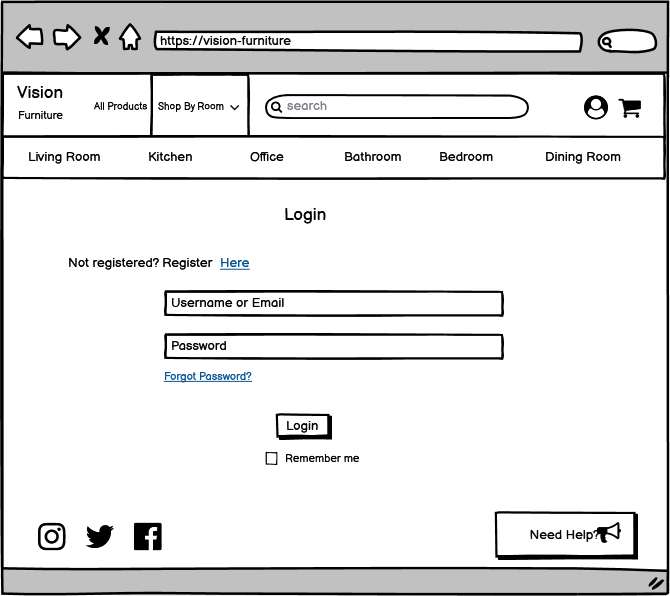 https://vision-furniture
Vision
Furniture
All Products
Shop By Room
search
Living Room
Kitchen
Office
Bathroom
Bedroom
Dining Room
Login
Not registered? Register Here
Username or Email
Password
Forgot Password?
Login
Remember me
Need Help?